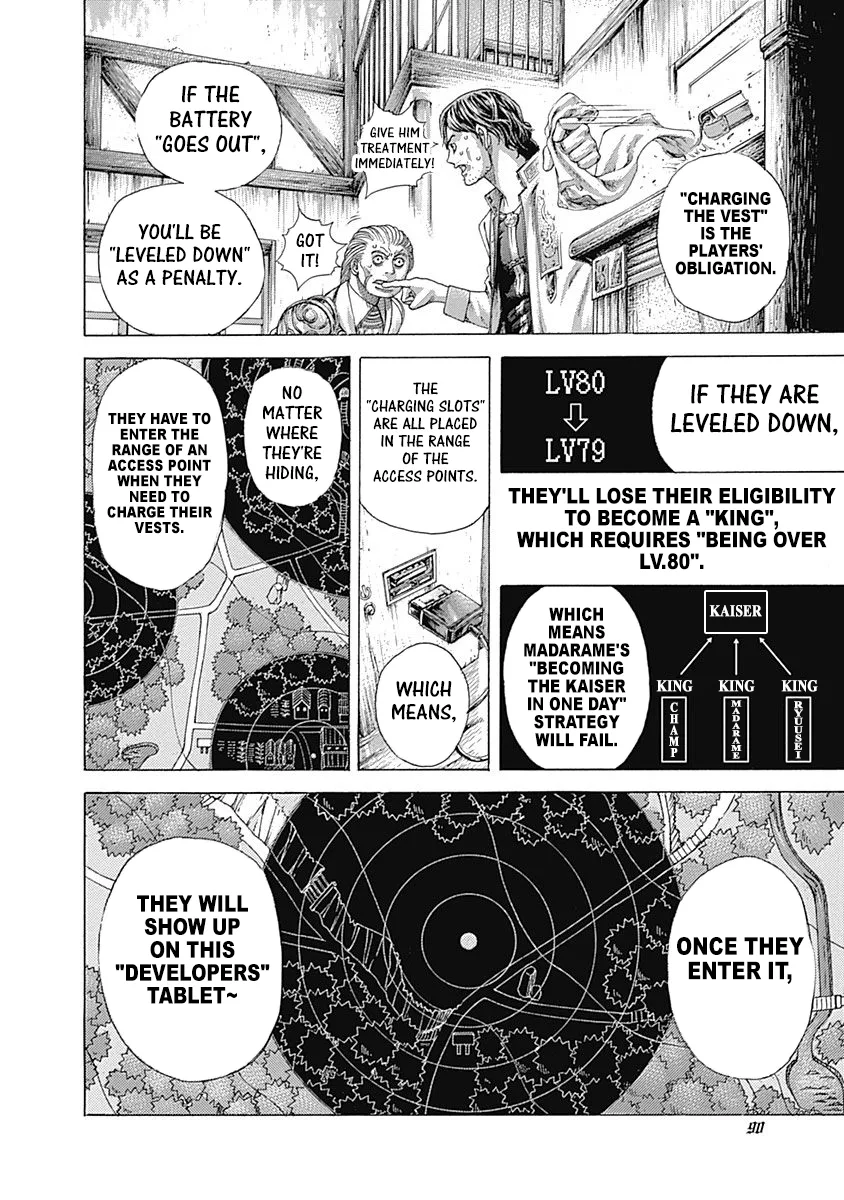 "CHARGING
THE VEST"
IS THE
PLAYERS'
OBLIGATION.
GIVE HIM
TREATMENT
IMMEDIATELY!
GOT
IT!
IF THE
BATTERY
"GOES OUT",
YOU'LL BE
"LEVELED DOWN"
AS A PENALTY.
IF THEY ARE
LEVELED DOWN,
LV80
⇩
LV79
THEY'LL LOSE THEIR ELIGIBILITY
TO BECOME A "KING",
WHICH REQUIRES "BEING OVER
LV.80".
KAISER
KING KING KING
CHAMP
MADARAME
RYUUSEI
WHICH
MEANS
MADARAME'S
"BECOMING
THE KAISER
IN ONE DAY"
STRATEGY
WILL FAIL.
THE
"CHARGING SLOTS"
ARE ALL PLACED
IN THE RANGE
OF THE
ACCESS POINTS.
WHICH
MEANS,
NO
MATTER
WHERE
THEY'RE
HIDING,
THEY HAVE TO
ENTER THE
RANGE OF AN
ACCESS POINT
WHEN THEY
NEED TO
CHARGE THEIR
VESTS.
ONCE THEY
ENTER IT,
THEY WILL
SHOW UP
ON THIS
"DEVELOPERS"
TABLET~
90